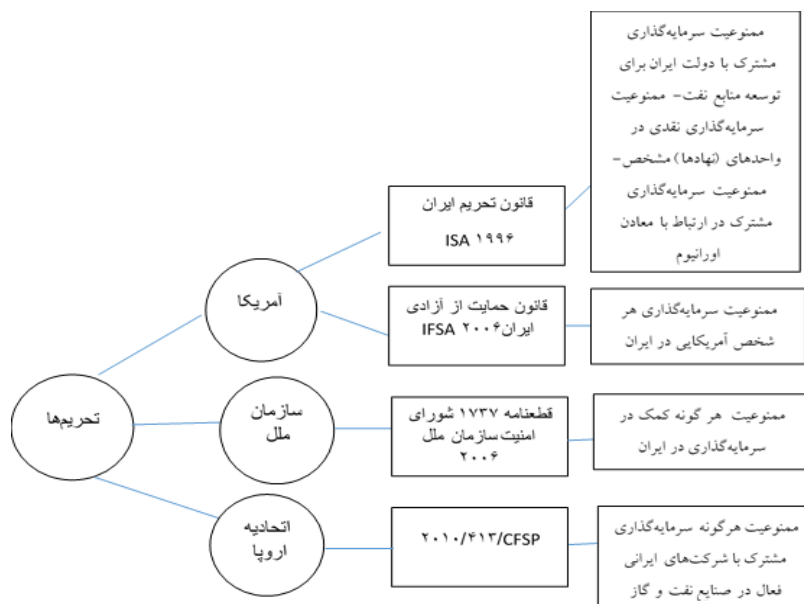 ممنوعیت سرمایه‌گذاری
مشترک با دولت ایران برای
توسعه منابع نفت- ممنوعیت
سرمایه‌گذاری نقدی در
واحدهای (نهادها) مشخص-
ممنوعیت سرمایه‌گذاری
مشترک در ارتباط با معادن
اورانیوم
قانون تحریم ایران
ISA ۱۹۹۶
آمریکا
قانون حمایت از آزادی
ایران۲۰۰۶ IFSA
ممنوعیت سرمایه‌گذاری هر
شخص آمریکایی در ایران
تحریم‌ها
سازمان
ملل
قطعنامه ۱۷۳۷ شورای
امنیت سازمان ملل
۲۰۰۶
ممنوعیت هر گونه کمک در
سرمایه‌گذاری در ایران
اتحادیه
اروپا
۲۰۱۰/۴۱۳/CFSP
ممنوعیت هرگونه سرمایه‌گذاری
مشترک با شرکت‌های ایرانی
فعال در صنایع نفت و گاز